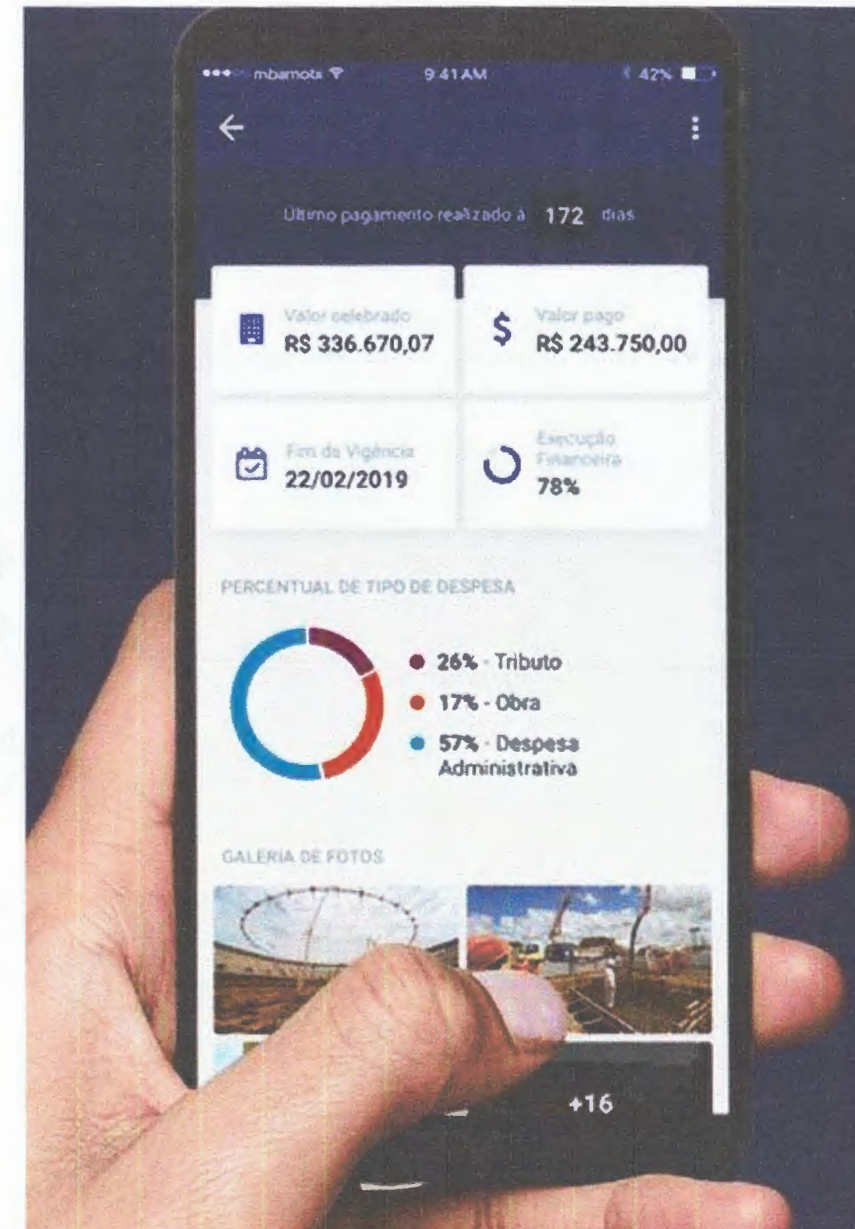 mbamobi 9:41 AM 42%
Último pagamento realizado à 172 dias
Valor celebrado
R$ 336.670,07
Valor pago
R$ 243.750,00
Fim da Vigência
22/02/2019
Execução
Financeira
78%
PERCENTUAL DE TIPO DE DESPESA
26% - Tributo
17% - Obra
57% - Despesa
Administrativa
GALERIA DE FOTOS
+16